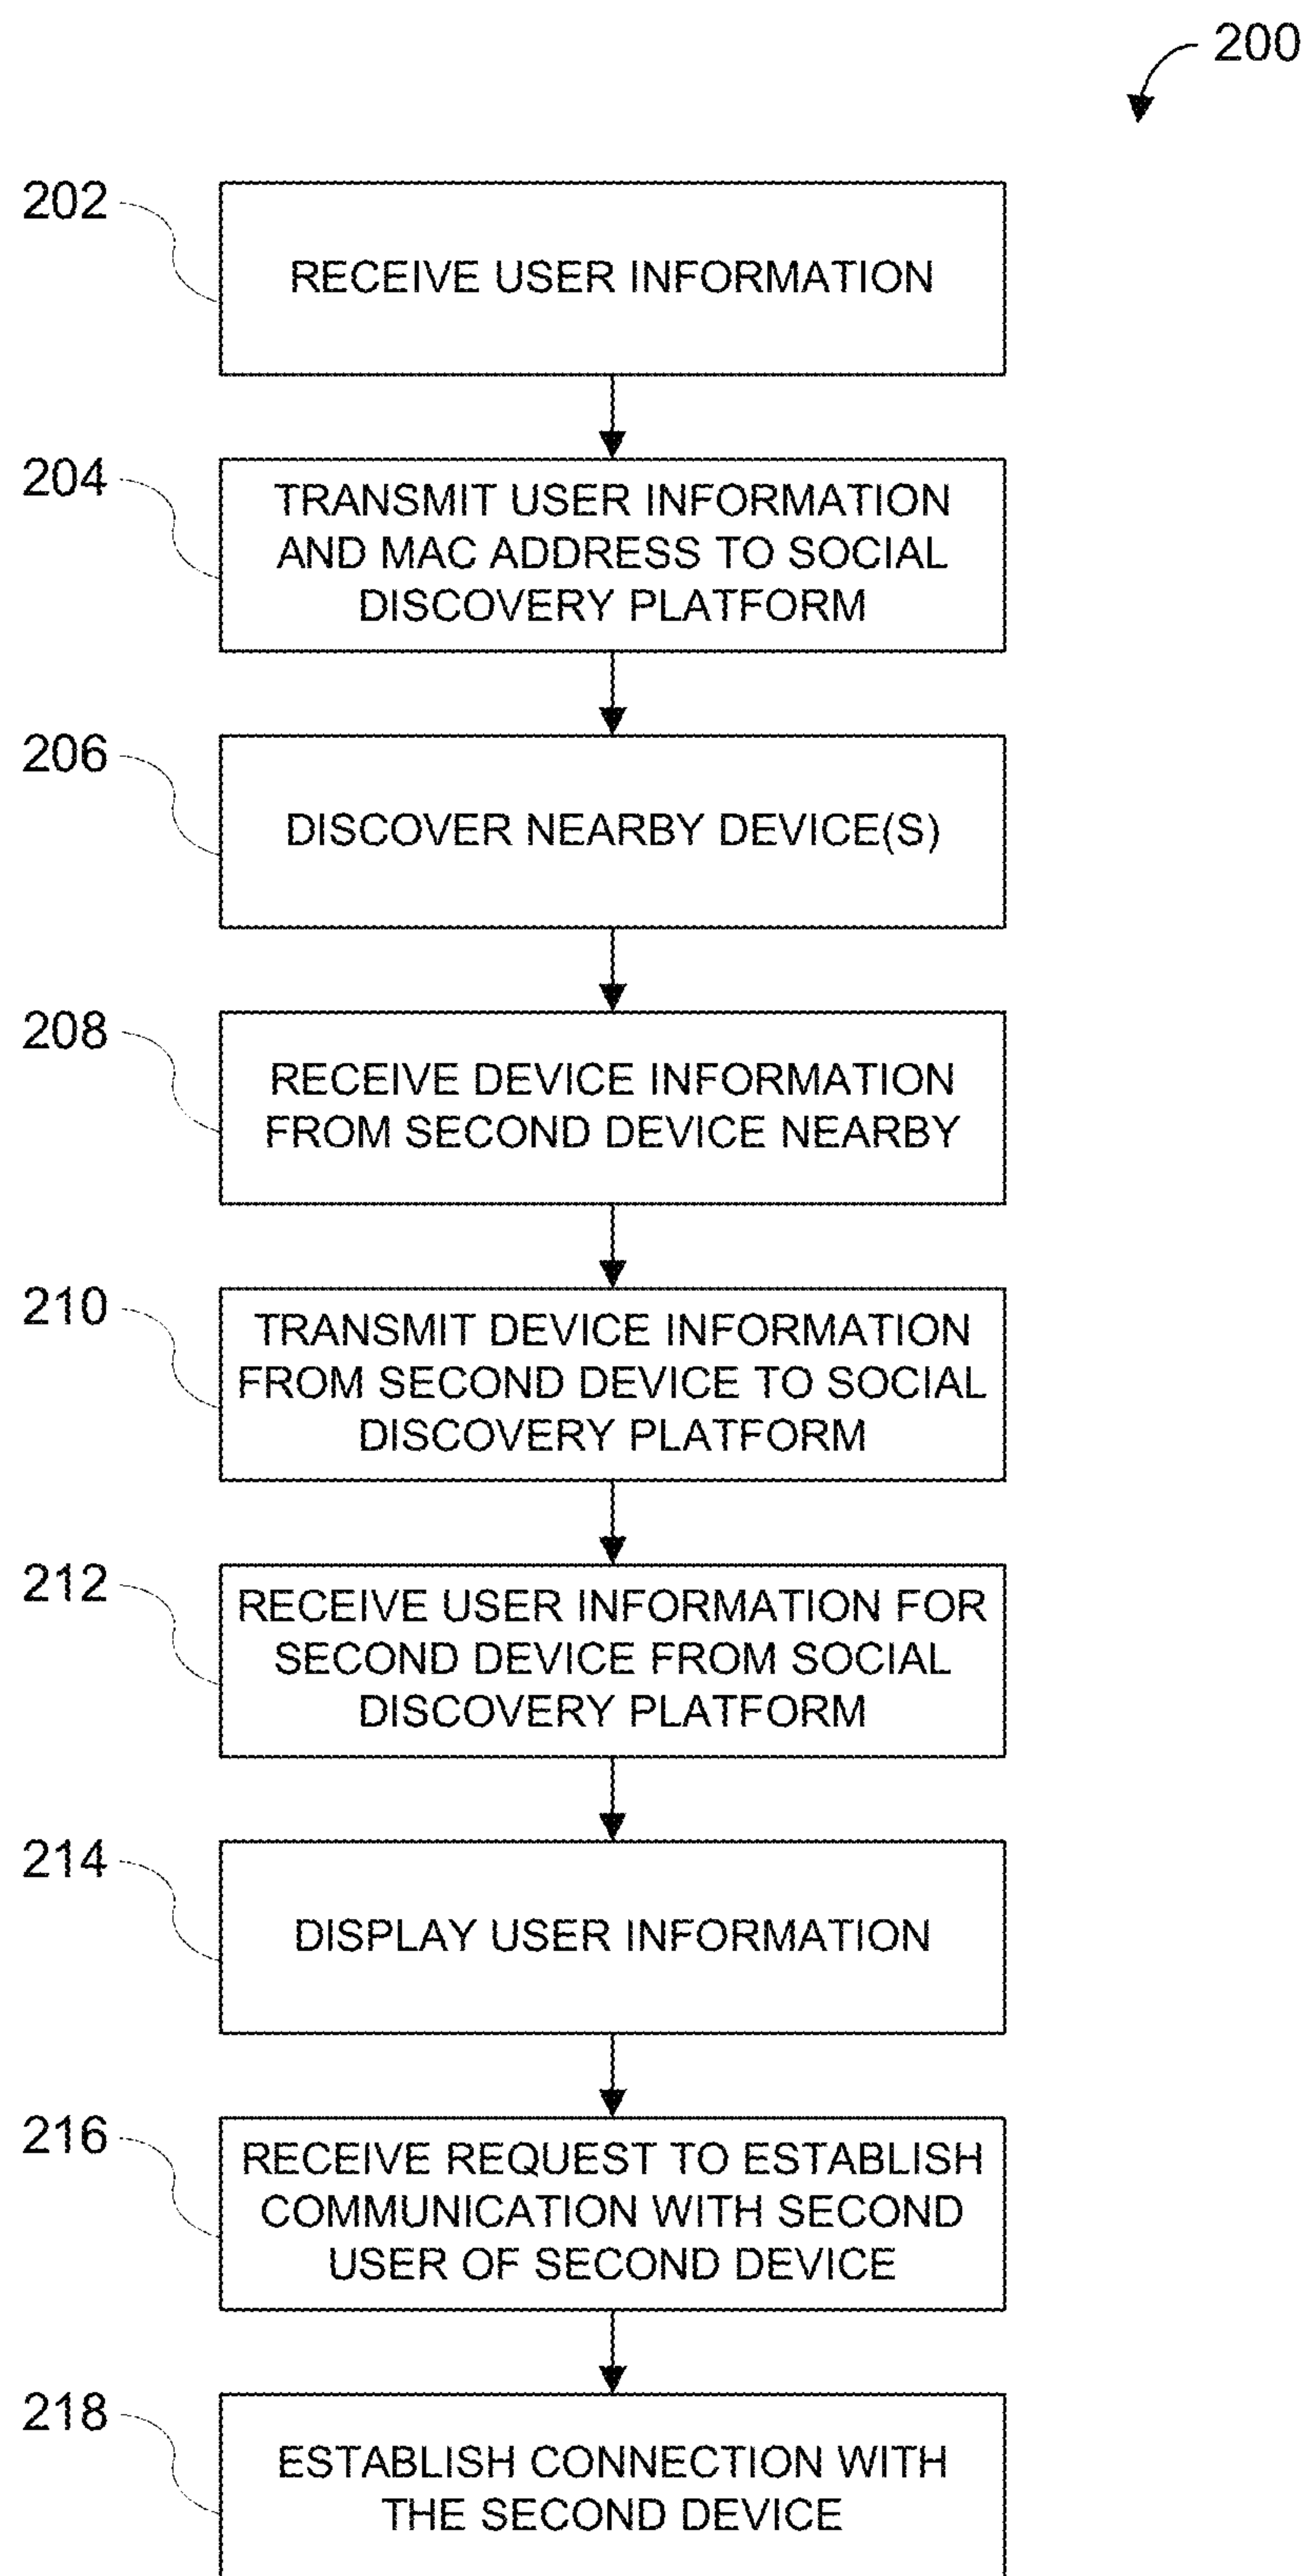 200
202
RECEIVE USER INFORMATION
204
TRANSMIT USER INFORMATION
AND MAC ADDRESS TO SOCIAL
DISCOVERY PLATFORM
206
DISCOVER NEARBY DEVICE(S)
208
RECEIVE DEVICE INFORMATION
FROM SECOND DEVICE NEARBY
210
TRANSMIT DEVICE INFORMATION
FROM SECOND DEVICE TO SOCIAL
DISCOVERY PLATFORM
212
RECEIVE USER INFORMATION FOR
SECOND DEVICE FROM SOCIAL
DISCOVERY PLATFORM
214
DISPLAY USER INFORMATION
216
RECEIVE REQUEST TO ESTABLISH
COMMUNICATION WITH SECOND
USER OF SECOND DEVICE
218
ESTABLISH CONNECTION WITH
THE SECOND DEVICE